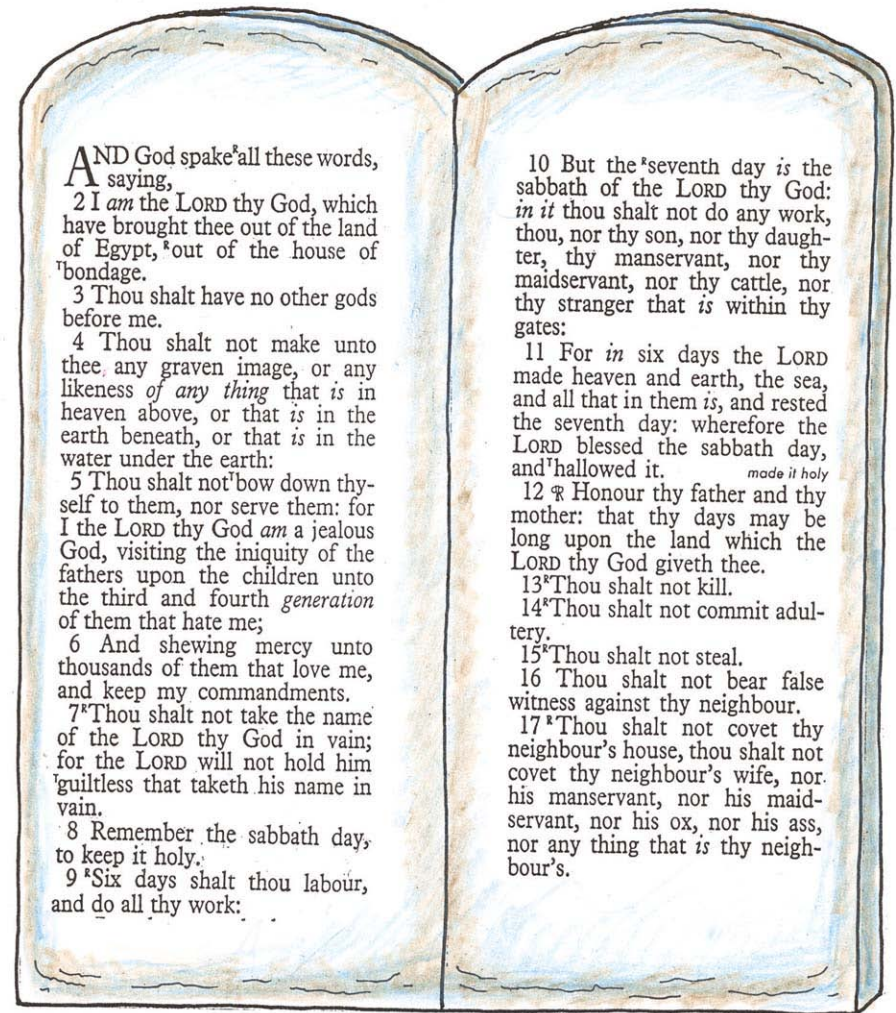 AND God spake ᴿall these words,
saying,
2 I am the LORD thy God, which
have brought thee out of the land
of Egypt, ᴿout of the house of
ᵀbondage.
3 Thou shalt have no other gods
before me.
4 Thou shalt not make unto
thee any graven image, or any
likeness of any thing that is in
heaven above, or that is in the
earth beneath, or that is in the
water under the earth:
5 Thou shalt not ᵀbow down thy-
self to them, nor serve them: for
I the LORD thy God am a jealous
God, visiting the iniquity of the
fathers upon the children unto
the third and fourth generation
of them that hate me;
6 And shewing mercy unto
thousands of them that love me,
and keep my commandments.
7 ᴿThou shalt not take the name
of the LORD thy God in vain;
for the LORD will not hold him
ᵀguiltless that taketh his name in
vain.
8 Remember the sabbath day,
to keep it holy.
9 ᴿSix days shalt thou labour,
and do all thy work:
10 But the ᴿseventh day is the
sabbath of the LORD thy God:
in it thou shalt not do any work,
thou, nor thy son, nor thy daugh-
ter, thy manservant, nor thy
maidservant, nor thy cattle, nor
thy stranger that is within thy
gates:
11 For in six days the LORD
made heaven and earth, the sea,
and all that in them is, and rested
the seventh day: wherefore the
LORD blessed the sabbath day,
and ᵀhallowed it. made it holy
12 ᴿ Honour thy father and thy
mother: that thy days may be
long upon the land which the
LORD thy God giveth thee.
13 ᴿThou shalt not kill.
14 ᴿThou shalt not commit adul-
tery.
15 ᴿThou shalt not steal.
16 Thou shalt not bear false
witness against thy neighbour.
17 ᴿThou shalt not covet thy
neighbour's house, thou shalt not
covet thy neighbour's wife, nor
his manservant, nor his maid-
servant, nor his ox, nor his ass,
nor any thing that is thy neigh-
bour's.